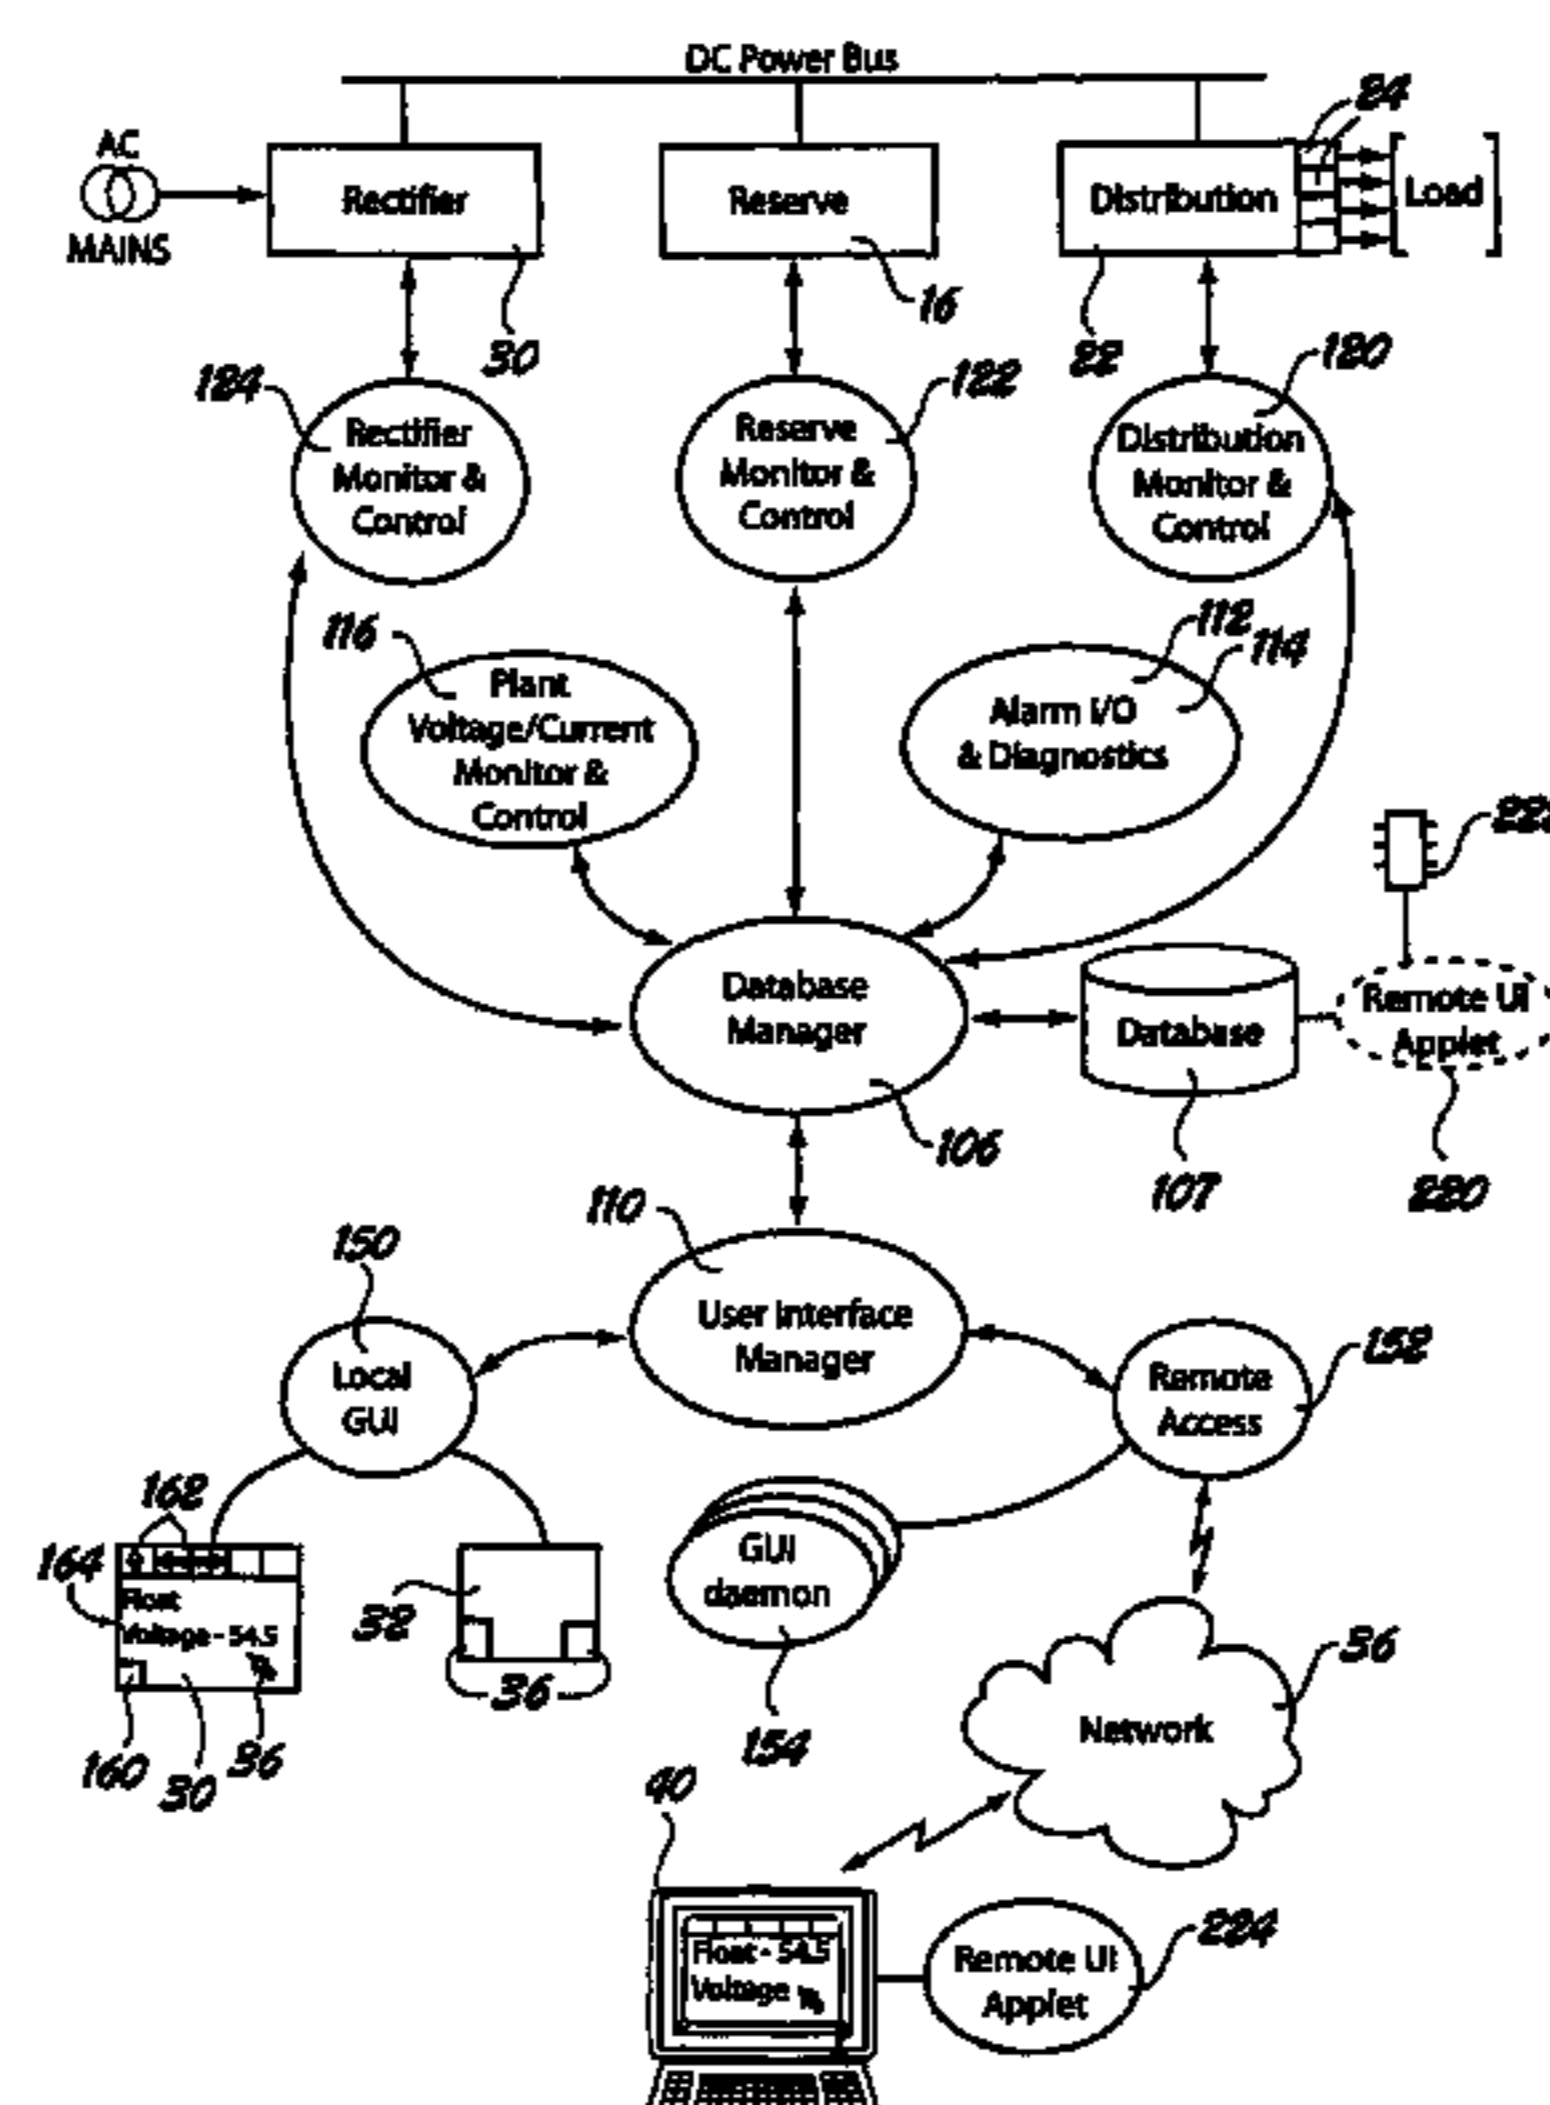 DC Power Bus
24
AC
MAINS
Rectifier
Reserve
Distribution
Load
30
16
22
124
122
120
Rectifier
Monitor &
Control
Reserve
Monitor &
Control
Distribution
Monitor &
Control
116
112
114
Plant
Voltage/Current
Monitor &
Control
Alarm I/O
& Diagnostics
Database
Manager
Database
Remote UI
Applet
106
107
220
110
150
User Interface
Manager
Local
GUI
Remote
Access
152
162
164
Float
Voltage - 54.5
32
36
GUI
daemon
160
30
36
154
Network
36
40
Float - 54.5
Voltage
Remote UI
Applet
224